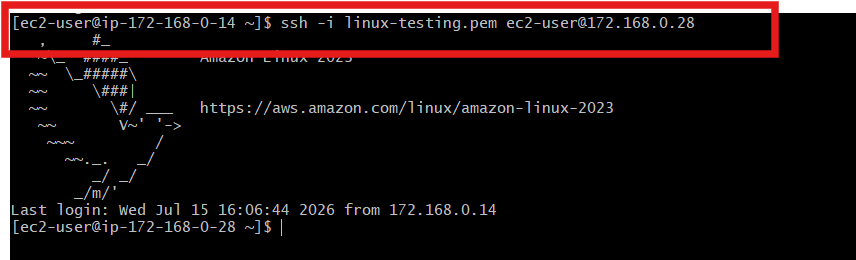 [ec2-user@ip-172-168-0-14 ~]$ ssh -i linux-testing.pem ec2-user@172.168.0.28
   ,     #_
   ~\_  ####_        Amazon Linux 2023
  ~~  \_#####\
  ~~     \###|
  ~~       \#/ ___   https://aws.amazon.com/linux/amazon-linux-2023
   ~~       V~' '->
    ~~~         /
      ~~._.   _/
         _/ _/
       _/m/'
Last login: Wed Jul 15 16:06:44 2026 from 172.168.0.14
[ec2-user@ip-172-168-0-28 ~]$